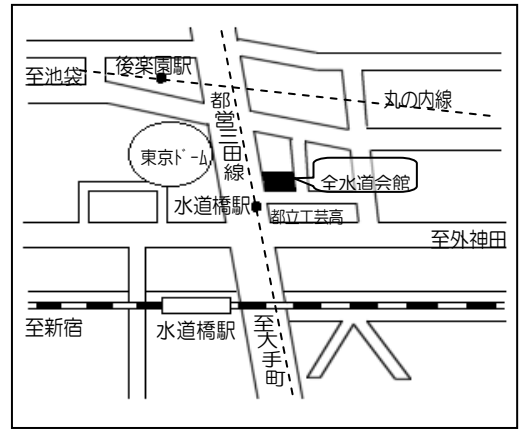 後楽園駅
至池袋
丸の内線
都営三田線
東京ﾄﾞｰﾑ
全水道会館
水道橋駅
都立工芸高
至外神田
至新宿
水道橋駅
至大手町